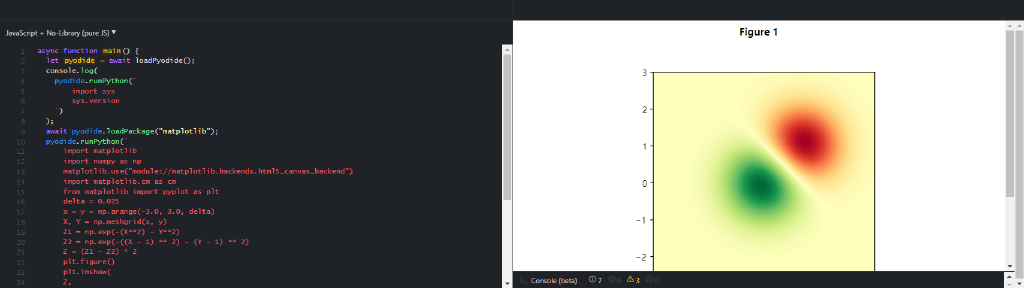 JavaScript + No-Library (pure JS) ▼
1 async function main() {
2 let pyodide = await loadPyodide();
3 console.log(
4 pyodide.runPython(`
5 import sys
6 sys.version
7 `)
8 );
9 await pyodide.loadPackage("matplotlib");
10 pyodide.runPython(`
11 import matplotlib
12 import numpy as np
13 matplotlib.use("module://matplotlib.backends.html5_canvas_backend")
14 import matplotlib.cm as cm
15 from matplotlib import pyplot as plt
16 delta = 0.025
17 x = y = np.arange(-3.0, 3.0, delta)
18 X, Y = np.meshgrid(x, y)
19 Z1 = np.exp(-(X**2) - Y**2)
20 Z2 = np.exp(-((X - 1) ** 2) - (Y - 1) ** 2)
21 Z = (Z1 - Z2) * 2
22 plt.figure()
23 plt.imshow(
24 Z,
Figure 1
3
2
1
0
−1
−2
>_ Console (beta) 7 0 3 0